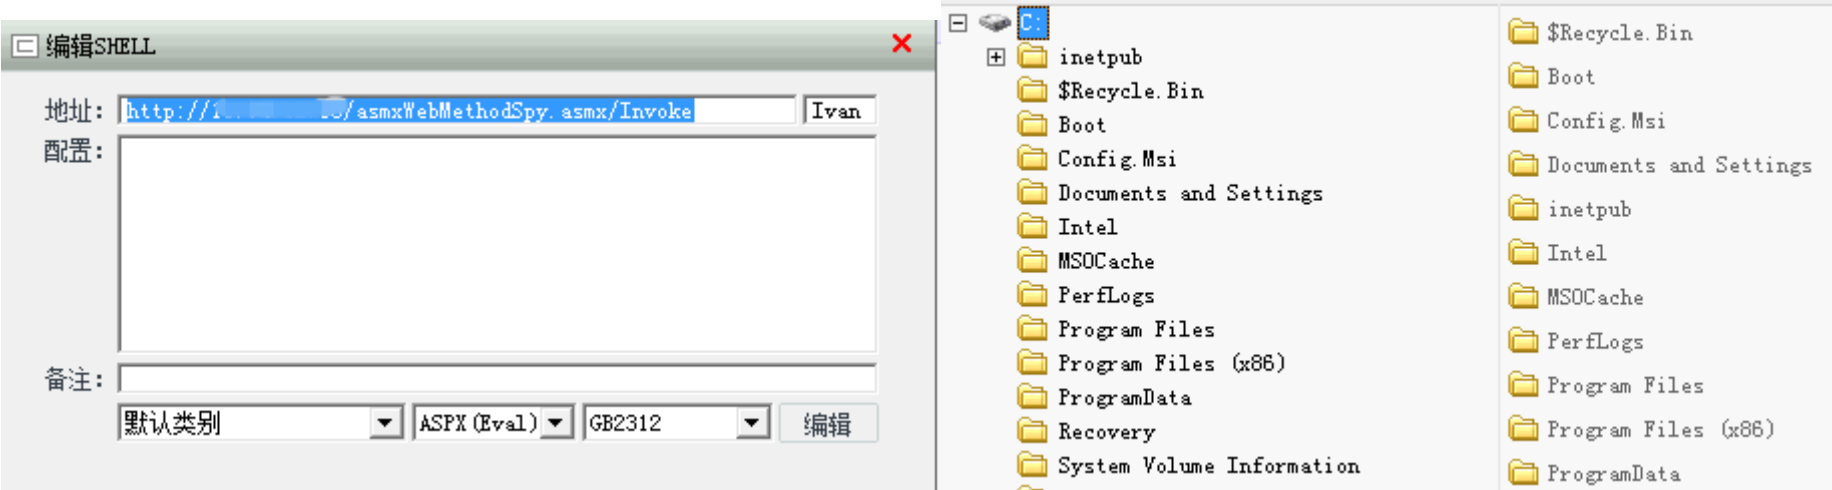 编辑SHELL
地址: http://1 /asmxWebMethodSpy.asmx/Invoke Ivan
配置:
备注:
默认类别 ASPX(Eval) GB2312 编辑
C:
inetpub
$Recycle.Bin
Boot
Config.Msi
Documents and Settings
Intel
MSOCache
PerfLogs
Program Files
Program Files (x86)
ProgramData
Recovery
System Volume Information
$Recycle.Bin
Boot
Config.Msi
Documents and Settings
inetpub
Intel
MSOCache
PerfLogs
Program Files
Program Files (x86)
ProgramData